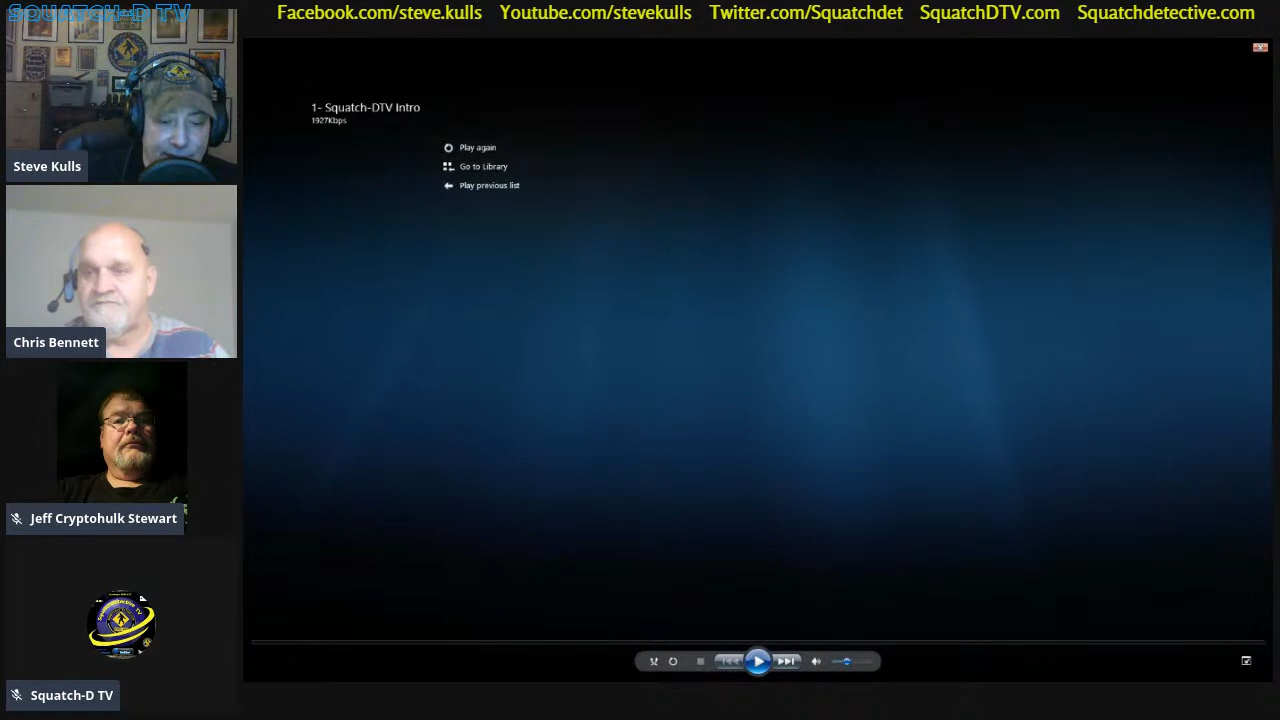 SQUATCH-D TV
Facebook.com/steve.kulls Youtube.com/stevekulls Twitter.com/Squatchdet SquatchDTV.com Squatchdetective.com
Steve Kulls
Chris Bennett
Jeff Cryptohulk Stewart
Squatch-D TV
1- Squatch-DTV Intro
1927Kbps
Play again
Go to Library
Play previous list